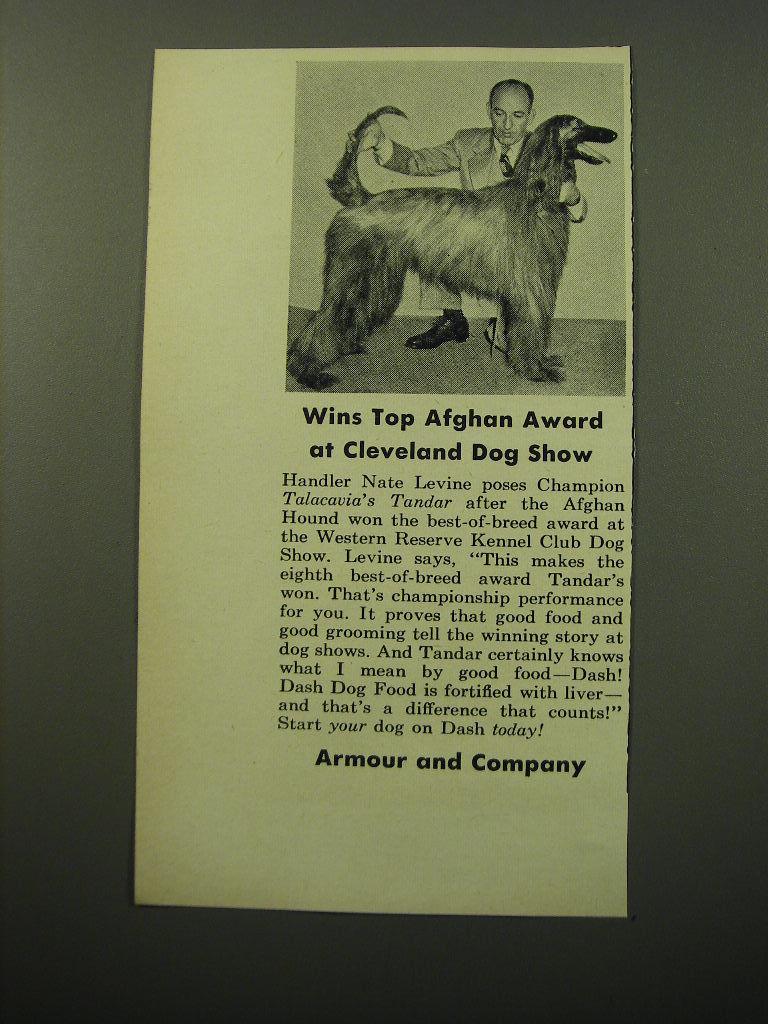 Wins Top Afghan Award
at Cleveland Dog Show
Handler Nate Levine poses Champion
Talacavia's Tandar after the Afghan
Hound won the best-of-breed award at
the Western Reserve Kennel Club Dog
Show. Levine says, “This makes the
eighth best-of-breed award Tandar's
won. That's championship performance
for you. It proves that good food and
good grooming tell the winning story at
dog shows. And Tandar certainly knows
what I mean by good food—Dash!
Dash Dog Food is fortified with liver—
and that's a difference that counts!”
Start your dog on Dash today!
Armour and Company